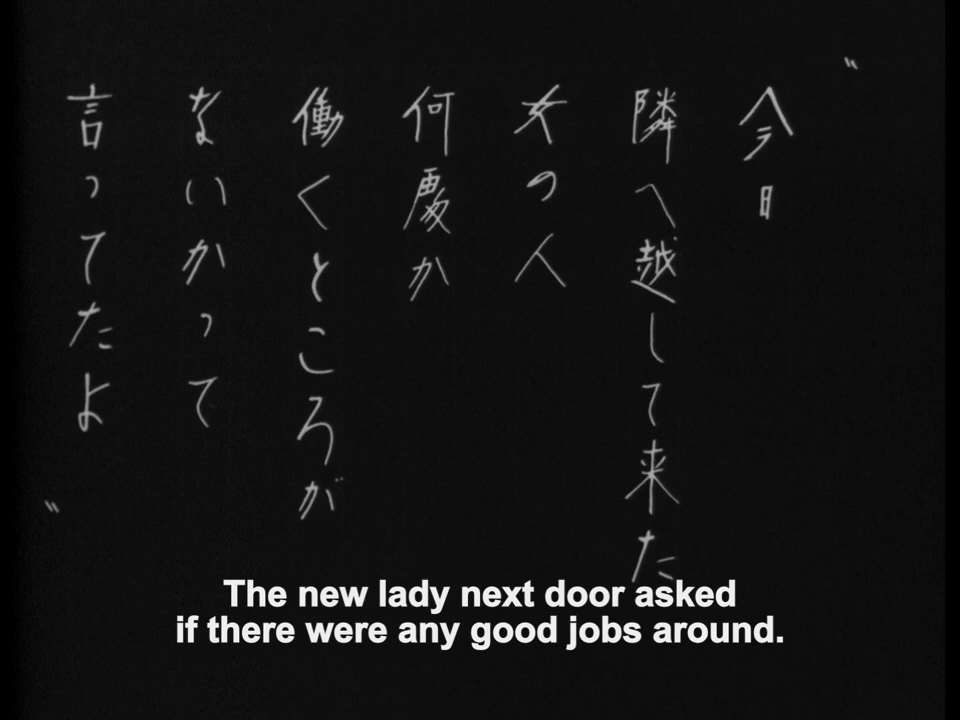 〝今日
隣へ越して来た
女の人
何處か
働くところが
ないかって
言ってたよ〟
The new lady next door asked
if there were any good jobs around.